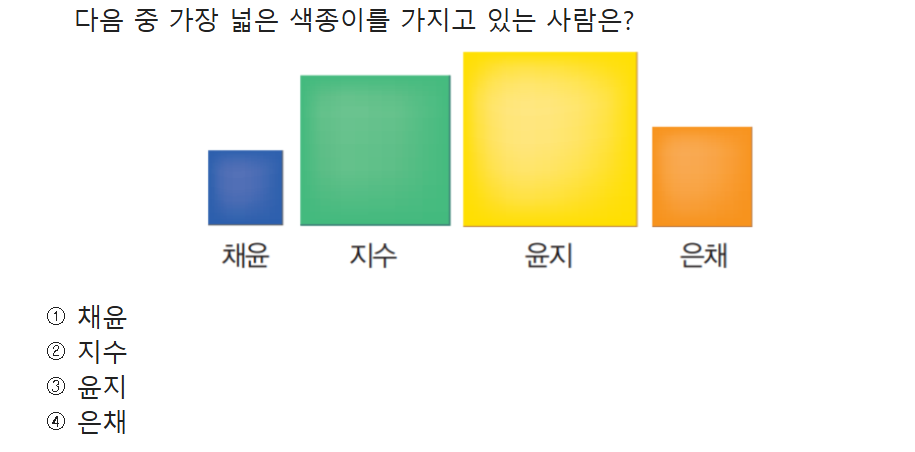 다음 중 가장 넓은 색종이를 가지고 있는 사람은?
채윤 지수 윤지 은채
① 채윤
② 지수
③ 윤지
④ 은채